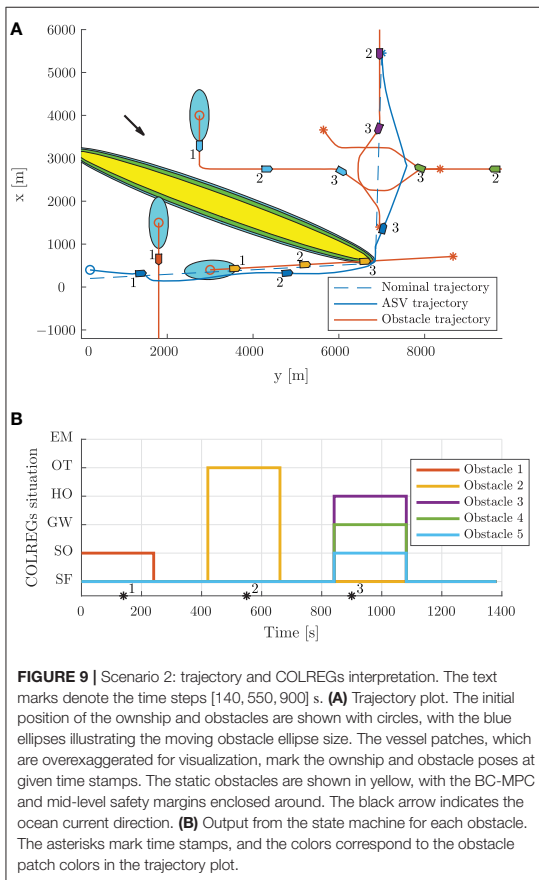 A
6000
5000
4000
3000
2000
1000
0
−1000
x [m]
2
3
1
2
3
3
2
3
1
1
1
2
2
3
Nominal trajectory
ASV trajectory
Obstacle trajectory
0
2000
4000
6000
8000
y [m]
B
EM
OT
HO
GW
SO
SF
COLREGs situation
Obstacle 1
Obstacle 2
Obstacle 3
Obstacle 4
Obstacle 5
1
2
3
0
200
400
600
800
1000
1200
1400
Time [s]
FIGURE 9 | Scenario 2: trajectory and COLREGs interpretation. The text
marks denote the time steps [140, 550, 900] s. (A) Trajectory plot. The initial
position of the ownship and obstacles are shown with circles, with the blue
ellipses illustrating the moving obstacle ellipse size. The vessel patches, which
are overexaggerated for visualization, mark the ownship and obstacle poses at
given time stamps. The static obstacles are shown in yellow, with the BC-MPC
and mid-level safety margins enclosed around. The black arrow indicates the
ocean current direction. (B) Output from the state machine for each obstacle.
The asterisks mark time stamps, and the colors correspond to the obstacle
patch colors in the trajectory plot.